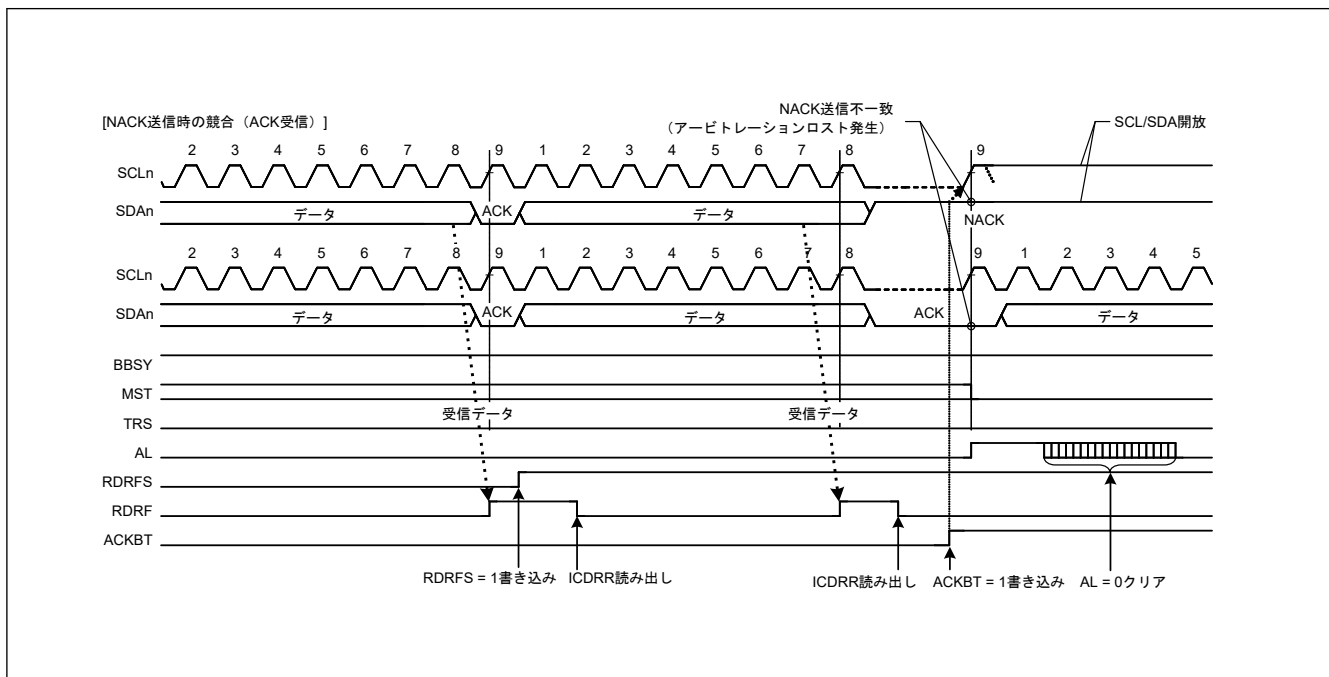 [NACK送信時の競合（ACK受信）]
NACK送信不一致
（アービトレーションロスト発生）
SCL/SDA開放
2 3 4 5 6 7 8 9 1 2 3 4 5 6 7 8 9
SCLn
SDAn
データ ACK データ NACK
2 3 4 5 6 7 8 9 1 2 3 4 5 6 7 8 9 1 2 3 4 5
SCLn
SDAn
データ ACK データ ACK データ
BBSY
MST
受信データ 受信データ
TRS
AL
RDRFS
RDRF
ACKBT
RDRFS = 1書き込み ICDRR読み出し ICDRR読み出し ACKBT = 1書き込み AL = 0クリア